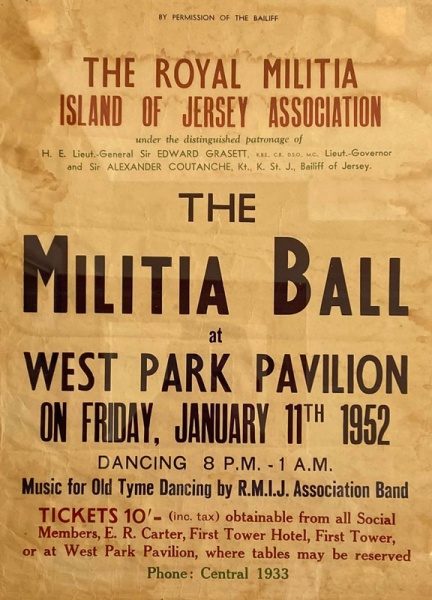 BY PERMISSION OF THE BAILIFF
THE ROYAL MILITIA
ISLAND OF JERSEY ASSOCIATION
under the distinguished patronage of
H. E. Lieut.-General Sir EDWARD GRASETT, K.B.E. C.B. D.S.O. M.C. Lieut.-Governor
and Sir ALEXANDER COUTANCHE, Kt., K. St. J., Bailiff of Jersey.
THE
MILITIA BALL
at
WEST PARK PAVILION
ON FRIDAY, JANUARY 11TH 1952
DANCING 8 P.M. - 1 A.M.
Music for Old Tyme Dancing by R.M.I.J. Association Band
TICKETS 10/- (inc. tax) obtainable from all Social
Members, E. R. Carter, First Tower Hotel, First Tower,
or at West Park Pavilion, where tables may be reserved
Phone: Central 1933